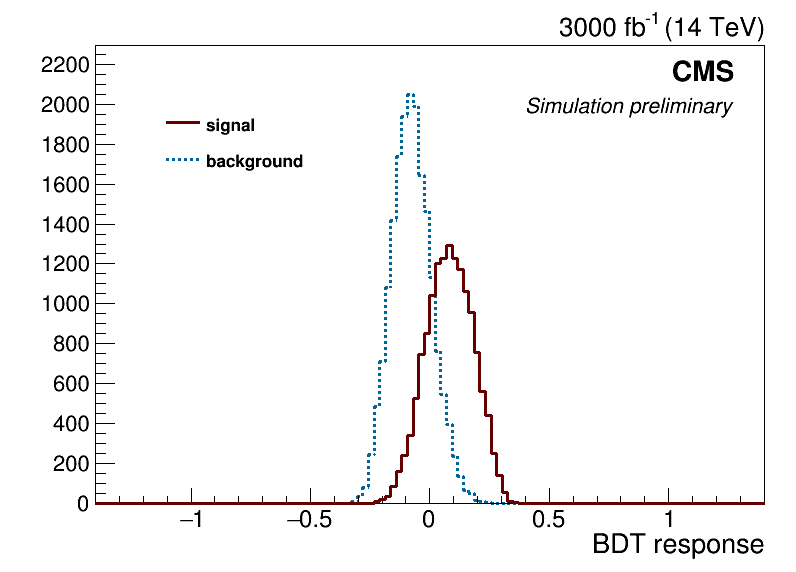 3000 fb⁻¹ (14 TeV)
CMS
Simulation preliminary
signal
background
2200
2000
1800
1600
1400
1200
1000
800
600
400
200
0
−1 −0.5 0 0.5 1
BDT response